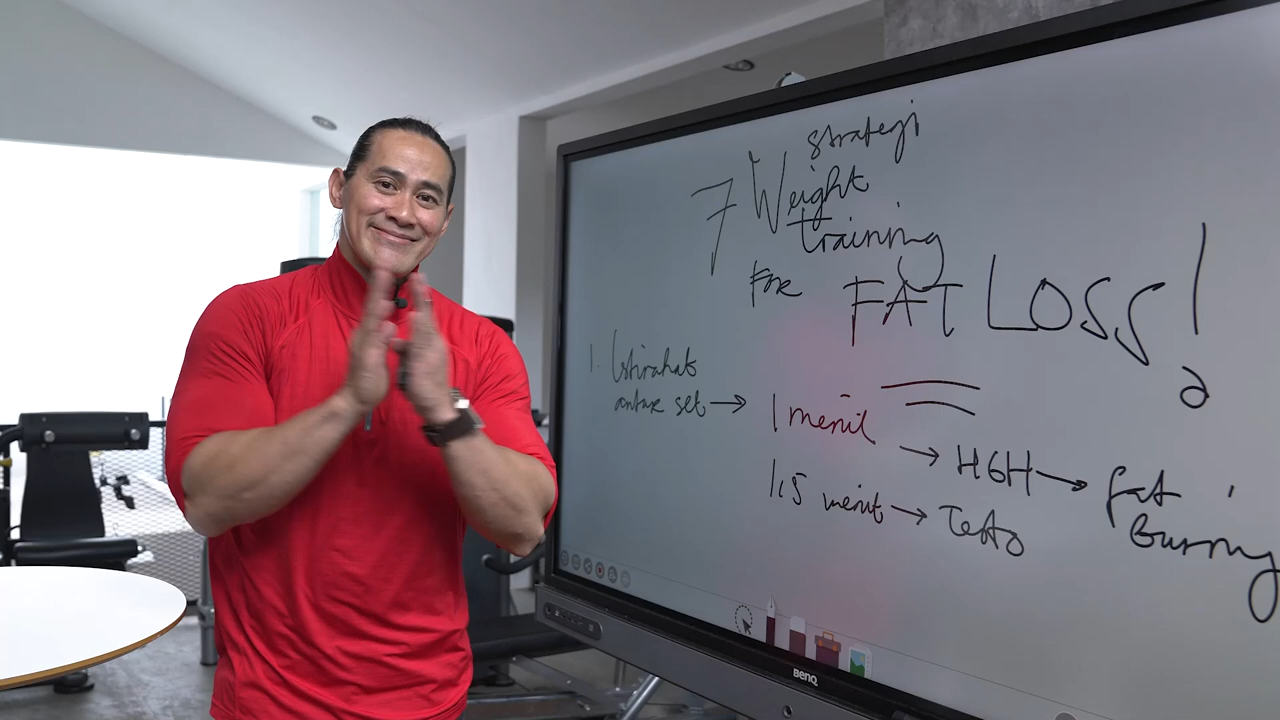 strategi
7 Weight
training
For FAT LOSS!
1. Istirahat
antar set → 1 menit
→ HGH → fat
Burning
1,5 menit → Testo
BenQ